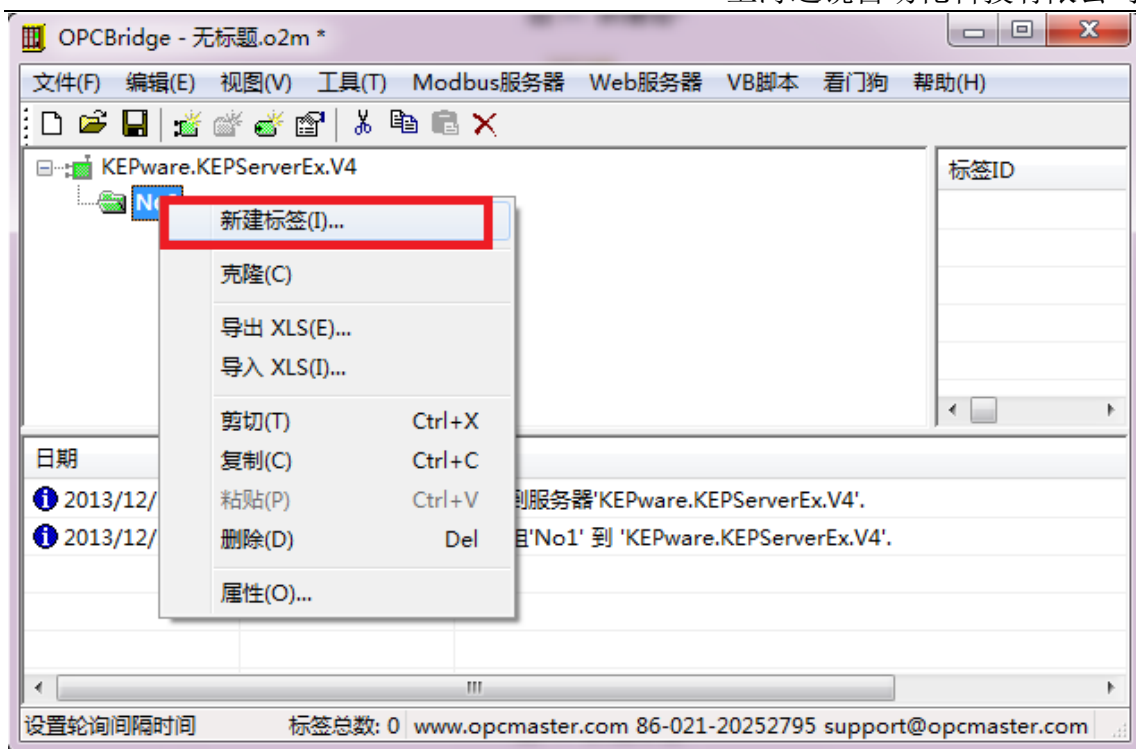 OPCBridge - 无标题.o2m *
文件(F) 编辑(E) 视图(V) 工具(T) Modbus服务器 Web服务器 VB脚本 看门狗 帮助(H)
KEPware.KEPServerEx.V4
标签ID
新建标签(I)...
克隆(C)
导出 XLS(E)...
导入 XLS(I)...
剪切(T) Ctrl+X
复制(C) Ctrl+C
粘贴(P) Ctrl+V
删除(D) Del
属性(O)...
日期
2013/12/ 到服务器'KEPware.KEPServerEx.V4'.
2013/12/ 组'No1' 到 'KEPware.KEPServerEx.V4'.
设置轮询间隔时间 标签总数: 0 www.opcmaster.com 86-021-20252795 support@opcmaster.com